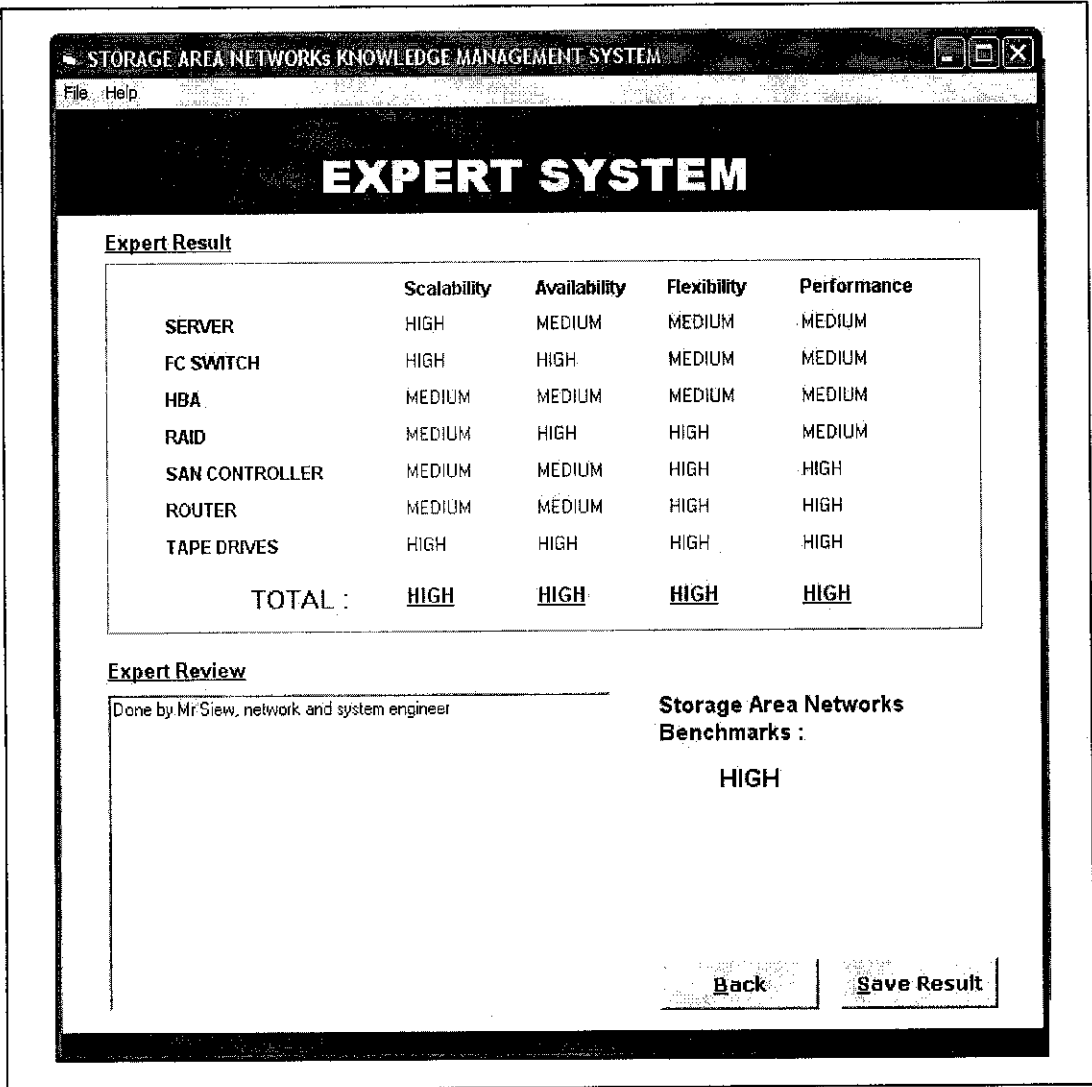 STORAGE AREA NETWORKs KNOWLEDGE MANAGEMENT SYSTEM
File Help
EXPERT SYSTEM
Expert Result
Scalability Availability Flexibility Performance
SERVER HIGH MEDIUM MEDIUM MEDIUM
FC SWITCH HIGH HIGH MEDIUM MEDIUM
HBA MEDIUM MEDIUM MEDIUM MEDIUM
RAID MEDIUM HIGH HIGH MEDIUM
SAN CONTROLLER MEDIUM MEDIUM HIGH HIGH
ROUTER MEDIUM MEDIUM HIGH HIGH
TAPE DRIVES HIGH HIGH HIGH HIGH
TOTAL : HIGH HIGH HIGH HIGH
Expert Review
Done by Mr Siew, network and system engineer
Storage Area Networks
Benchmarks :
HIGH
Back Save Result